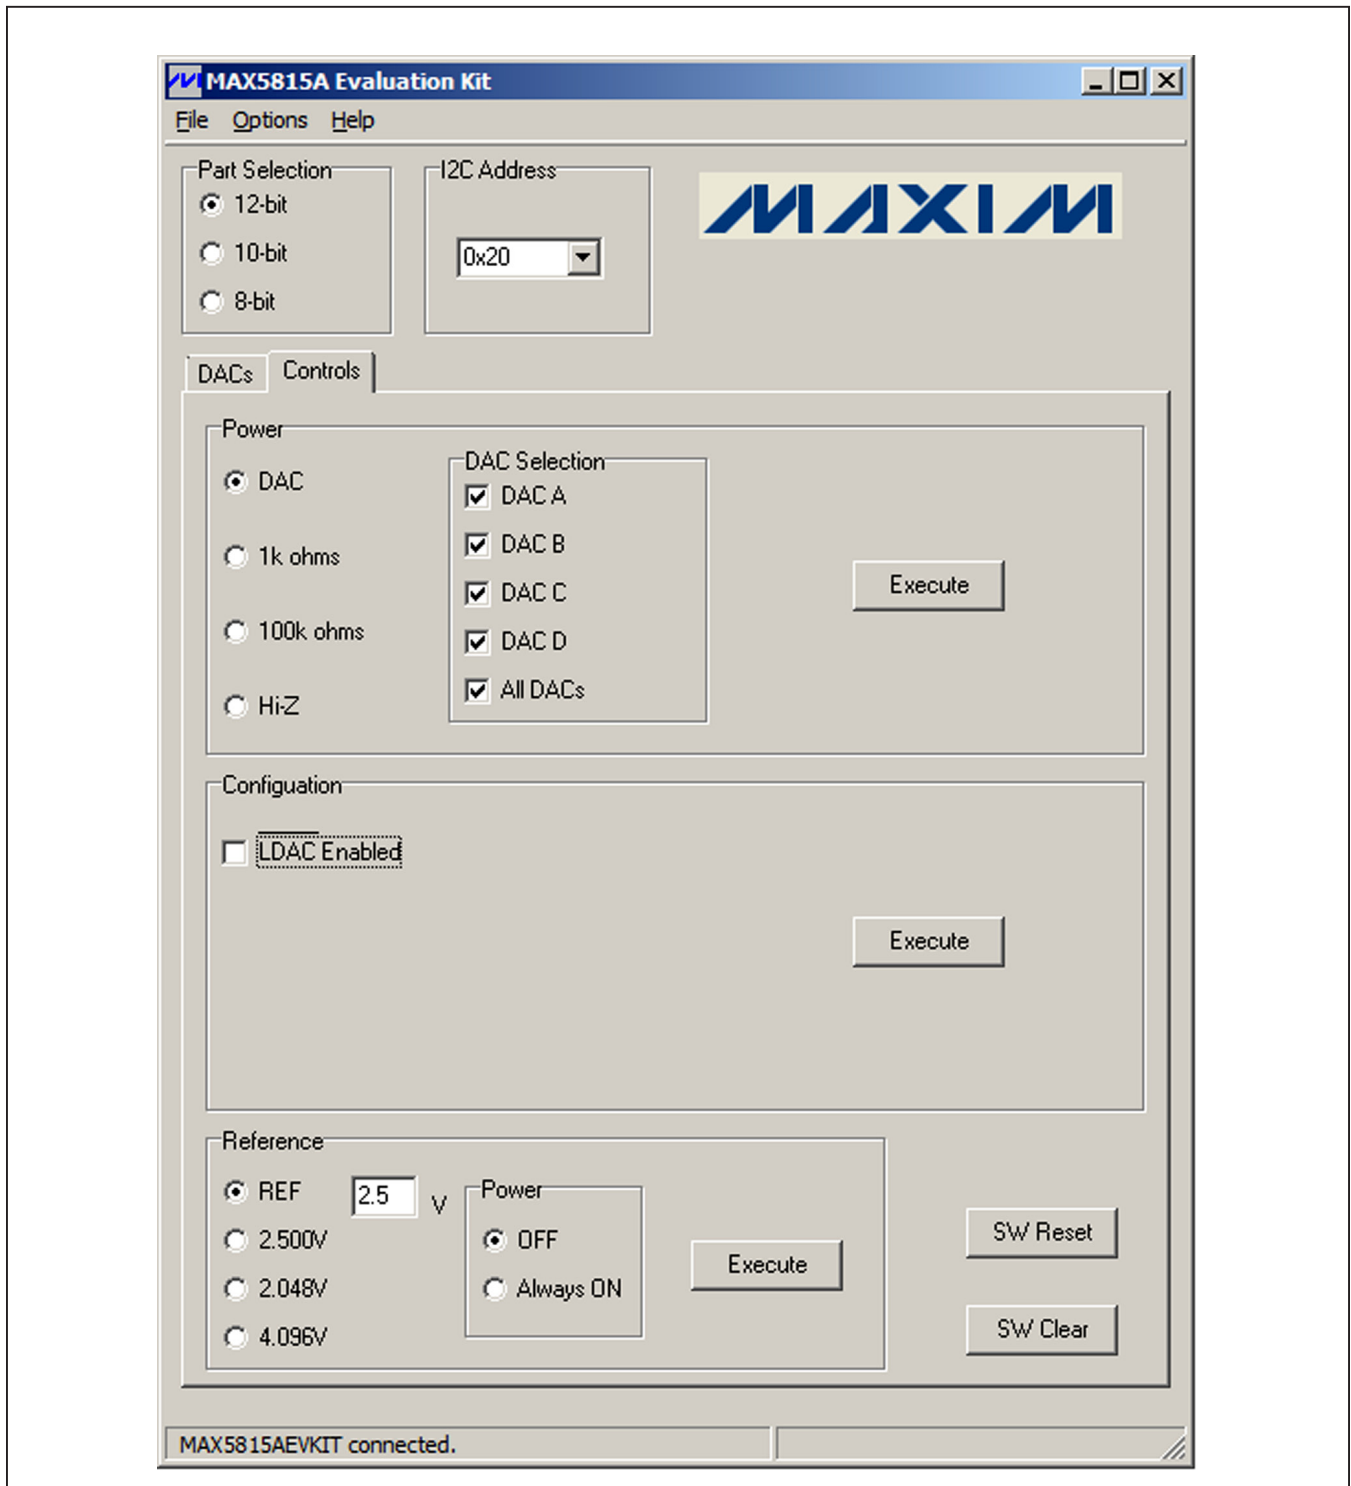 MAX5815A Evaluation Kit
File Options Help
Part Selection
12-bit
10-bit
8-bit
I2C Address
0x20
MAXIM
DACs
Controls
Power
DAC
1k ohms
100k ohms
Hi-Z
DAC Selection
DAC A
DAC B
DAC C
DAC D
All DACs
Execute
Configuation
LDAC Enabled
Execute
Reference
REF 2.5 V
2.500V
2.048V
4.096V
Power
OFF
Always ON
Execute
SW Reset
SW Clear
MAX5815AEVKIT connected.